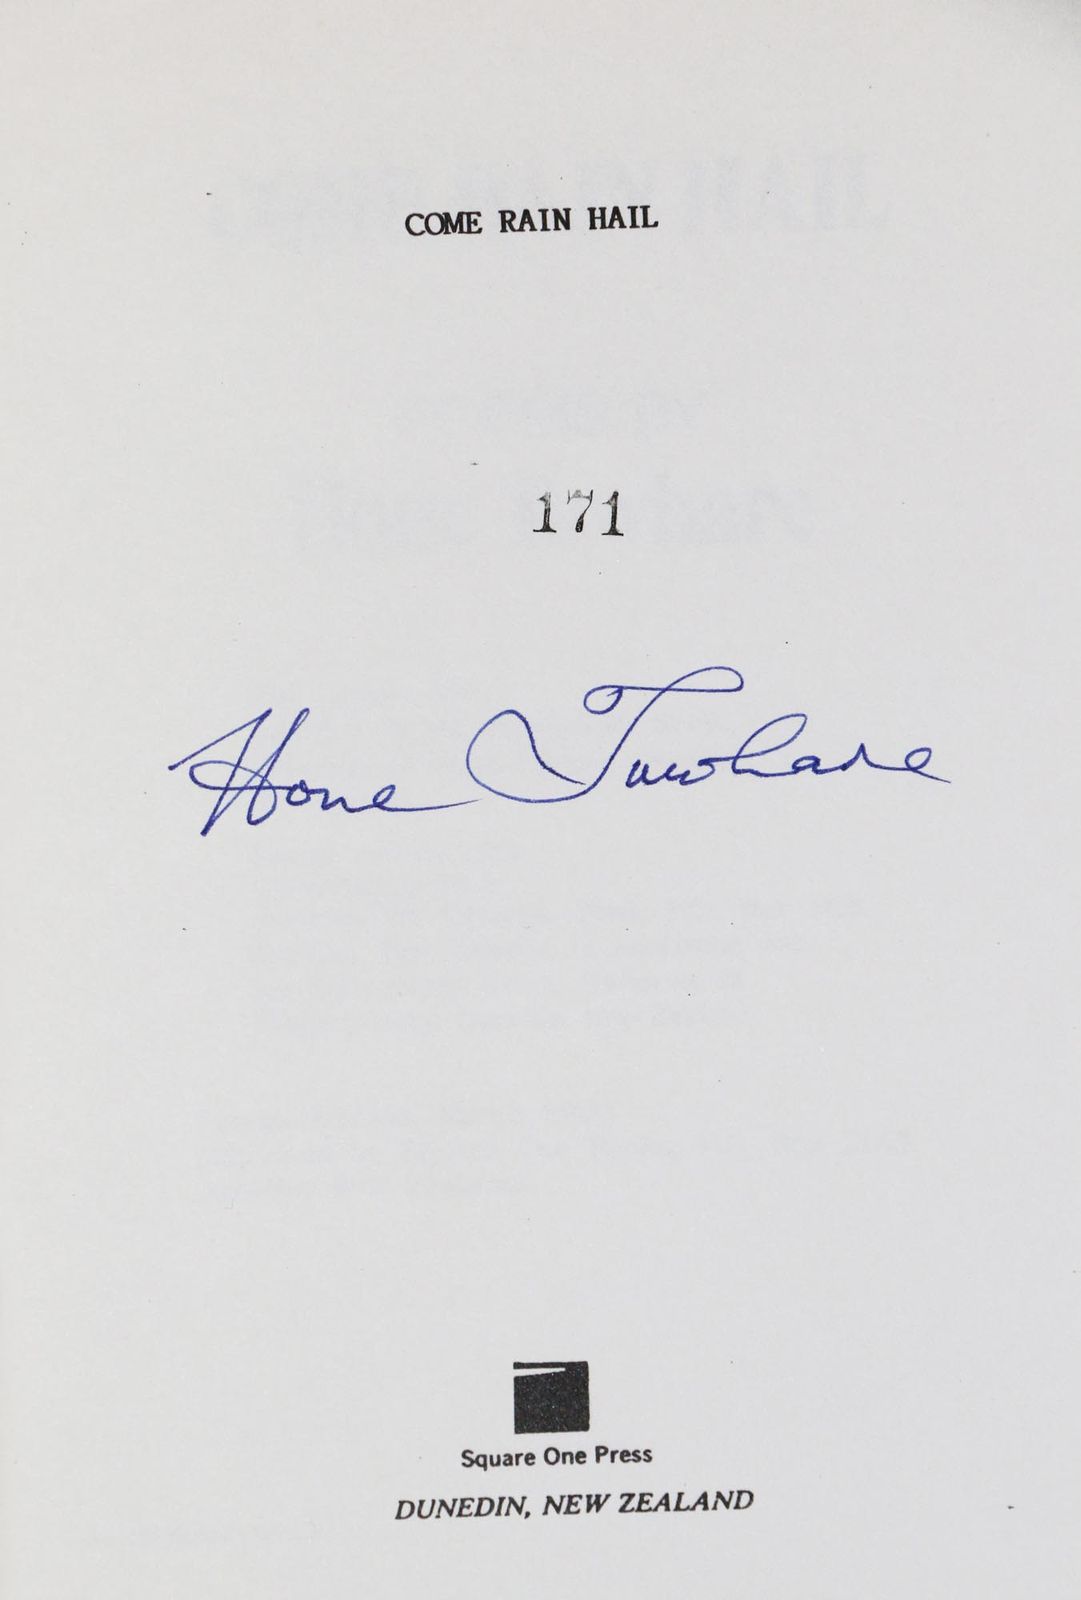 COME RAIN HAIL
171
Hone Tuwhare
Square One Press
DUNEDIN, NEW ZEALAND